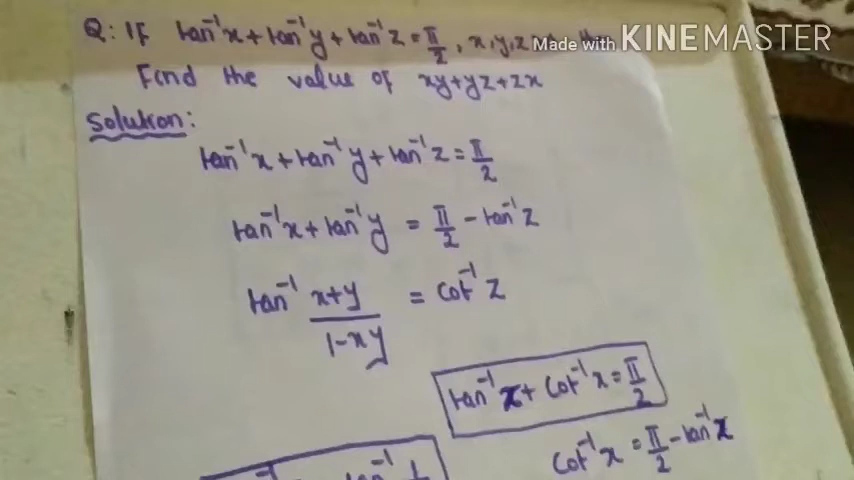 Q: If tan⁻¹x + tan⁻¹y + tan⁻¹z = π/2, x, y, z
Made with KINEMASTER
Find the value of xy+yz+zx
Solution:
tan⁻¹x + tan⁻¹y + tan⁻¹z = π/2
tan⁻¹x + tan⁻¹y = π/2 - tan⁻¹z
tan⁻¹ (x+y)/(1-xy) = cot⁻¹z
tan⁻¹x + cot⁻¹x = π/2
cot⁻¹x = π/2 - tan⁻¹x